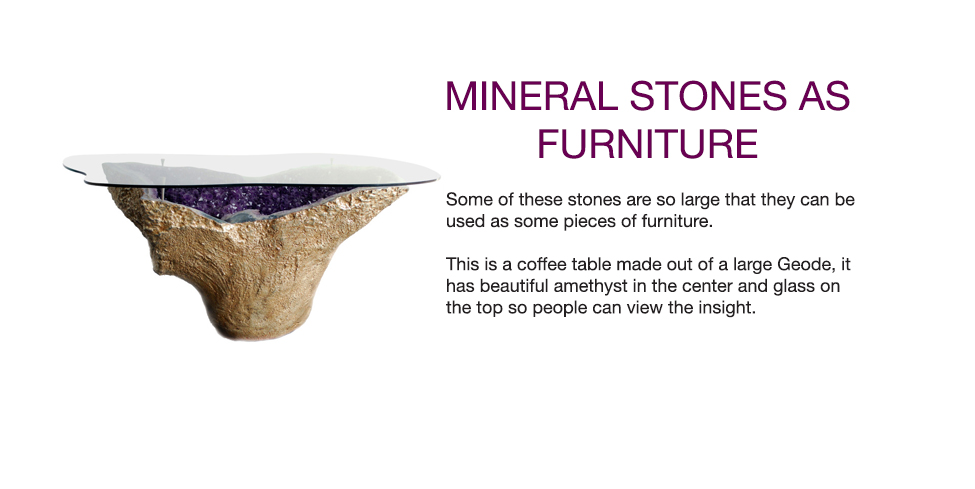 MINERAL STONES AS
FURNITURE
Some of these stones are so large that they can be
used as some pieces of furniture.
This is a coffee table made out of a large Geode, it
has beautiful amethyst in the center and glass on
the top so people can view the insight.